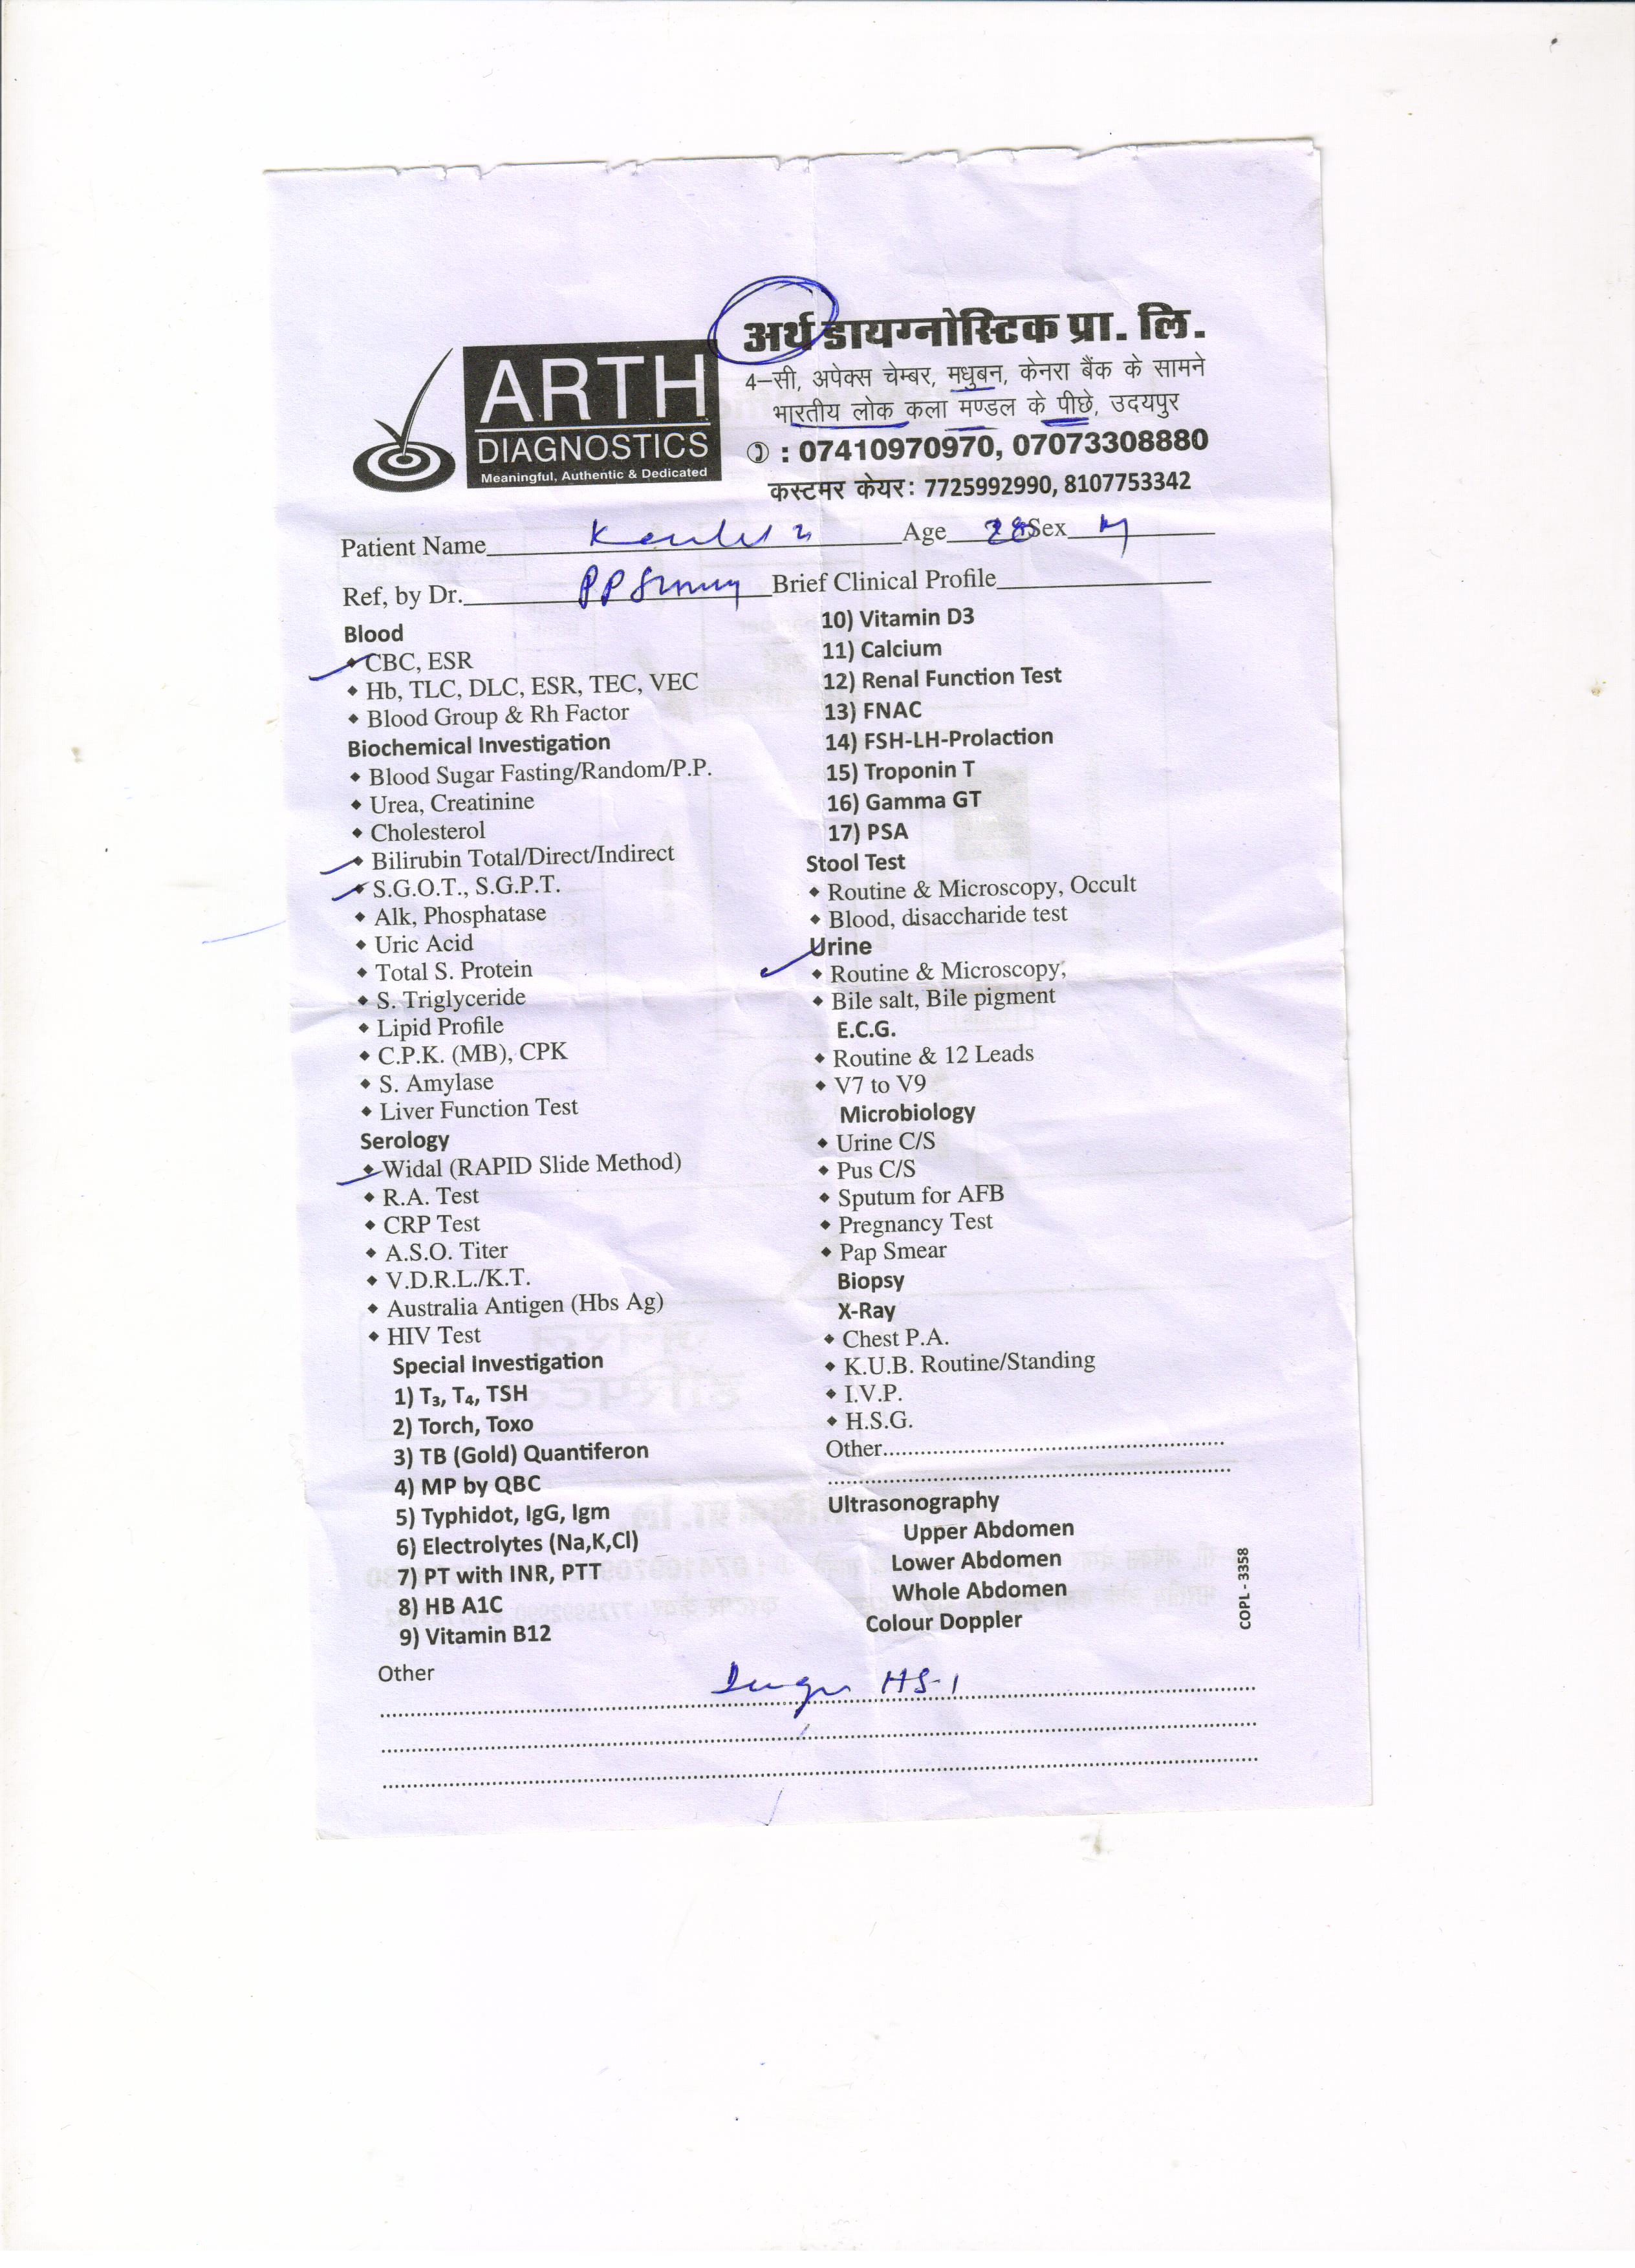 अर्थ डायग्नोस्टिक प्रा. लि.
ARTH
DIAGNOSTICS
Meaningful, Authentic & Dedicated
4–सी, अपेक्स चेम्बर, मधुबन, केनरा बैंक के सामने
भारतीय लोक कला मण्डल के पीछे, उदयपुर
: 07410970970, 07073308880
कस्टमर केयर: 7725992990, 8107753342
Patient Name Age 28 Sex M
Ref, by Dr. PP Brief Clinical Profile
Blood
CBC, ESR
Hb, TLC, DLC, ESR, TEC, VEC
Blood Group & Rh Factor
Biochemical Investigation
Blood Sugar Fasting/Random/P.P.
Urea, Creatinine
Cholesterol
Bilirubin Total/Direct/Indirect
S.G.O.T., S.G.P.T.
Alk, Phosphatase
Uric Acid
Total S. Protein
S. Triglyceride
Lipid Profile
C.P.K. (MB), CPK
S. Amylase
Liver Function Test
Serology
Widal (RAPID Slide Method)
R.A. Test
CRP Test
A.S.O. Titer
V.D.R.L./K.T.
Australia Antigen (Hbs Ag)
HIV Test
Special Investigation
1) T3, T4, TSH
2) Torch, Toxo
3) TB (Gold) Quantiferon
4) MP by QBC
5) Typhidot, IgG, Igm
6) Electrolytes (Na,K,Cl)
7) PT with INR, PTT
8) HB A1C
9) Vitamin B12
10) Vitamin D3
11) Calcium
12) Renal Function Test
13) FNAC
14) FSH-LH-Prolaction
15) Troponin T
16) Gamma GT
17) PSA
Stool Test
Routine & Microscopy, Occult
Blood, disaccharide test
Urine
Routine & Microscopy,
Bile salt, Bile pigment
E.C.G.
Routine & 12 Leads
V7 to V9
Microbiology
Urine C/S
Pus C/S
Sputum for AFB
Pregnancy Test
Pap Smear
Biopsy
X-Ray
Chest P.A.
K.U.B. Routine/Standing
I.V.P.
H.S.G.
Other
Ultrasonography
Upper Abdomen
Lower Abdomen
Whole Abdomen
Colour Doppler
COPL - 3358
Other